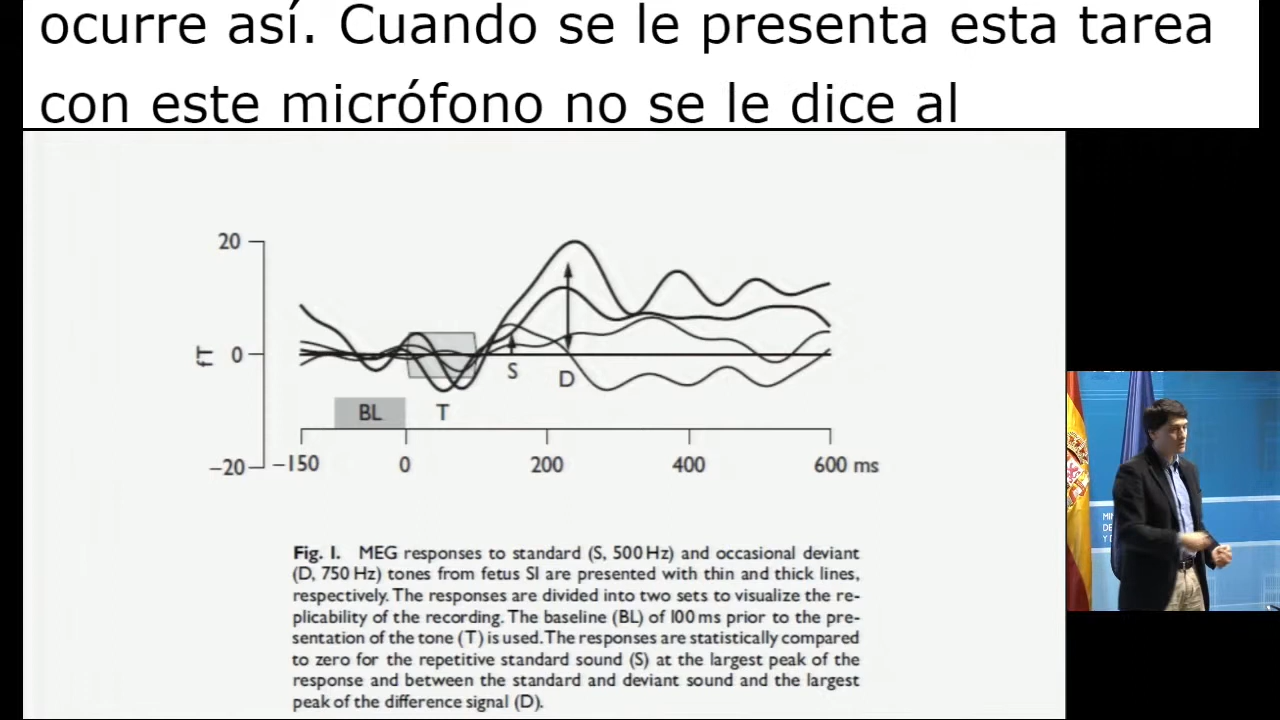 ocurre así. Cuando se le presenta esta tarea
con este micrófono no se le dice al
20
fT
0
S
D
BL
T
-20
-150
0
200
400
600 ms
Fig. 1. MEG responses to standard (S, 500 Hz) and occasional deviant
(D, 750 Hz) tones from fetus S1 are presented with thin and thick lines,
respectively. The responses are divided into two sets to visualize the re-
plicability of the recording. The baseline (BL) of 100 ms prior to the pre-
sentation of the tone (T) is used. The responses are statistically compared
to zero for the repetitive standard sound (S) at the largest peak of the
response and between the standard and deviant sound and the largest
peak of the difference signal (D).